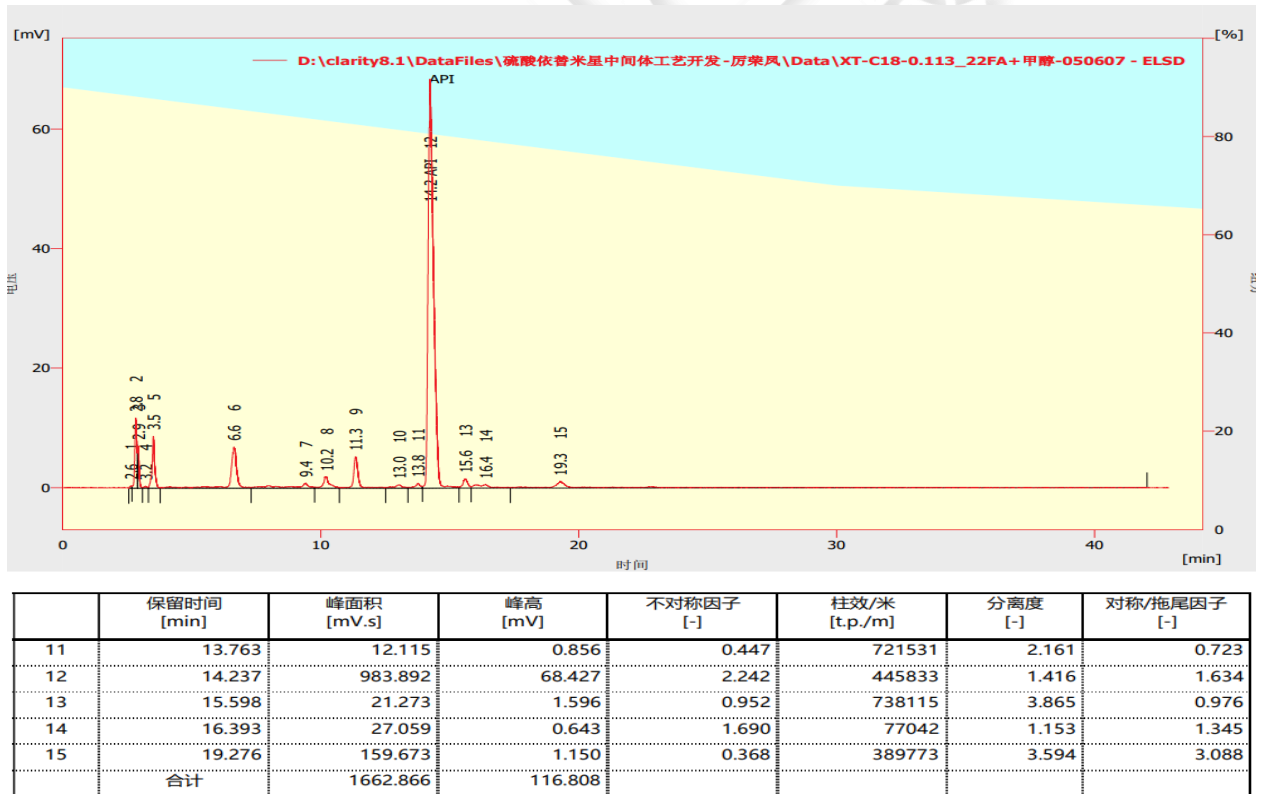 [mV]
[%]
D:\clarity8.1\DataFiles\硫酸依替米星中间体工艺开发-厉荣凤\Data\XT-C18-0.113_22FA+甲醇-050607 - ELSD
API
60
80
14.2 API 12
40
60
电压
40
20
20
2.6 1
2.8 2
2.9 3
3.2 4
3.5 5
6.6 6
9.4 7
10.2 8
11.3 9
13.0 10
13.8 11
15.6 13
16.4 14
19.3 15
0
0
0
10
20
30
40
[min]
时间
保留时间 [min] 峰面积 [mV.s] 峰高 [mV] 不对称因子 [-] 柱效/米 [t.p./m] 分离度 [-] 对称/拖尾因子 [-]
11 13.763 12.115 0.856 0.447 721531 2.161 0.723
12 14.237 983.892 68.427 2.242 445833 1.416 1.634
13 15.598 21.273 1.596 0.952 738115 3.865 0.976
14 16.393 27.059 0.643 1.690 77042 1.153 1.345
15 19.276 159.673 1.150 0.368 389773 3.594 3.088
合计 1662.866 116.808